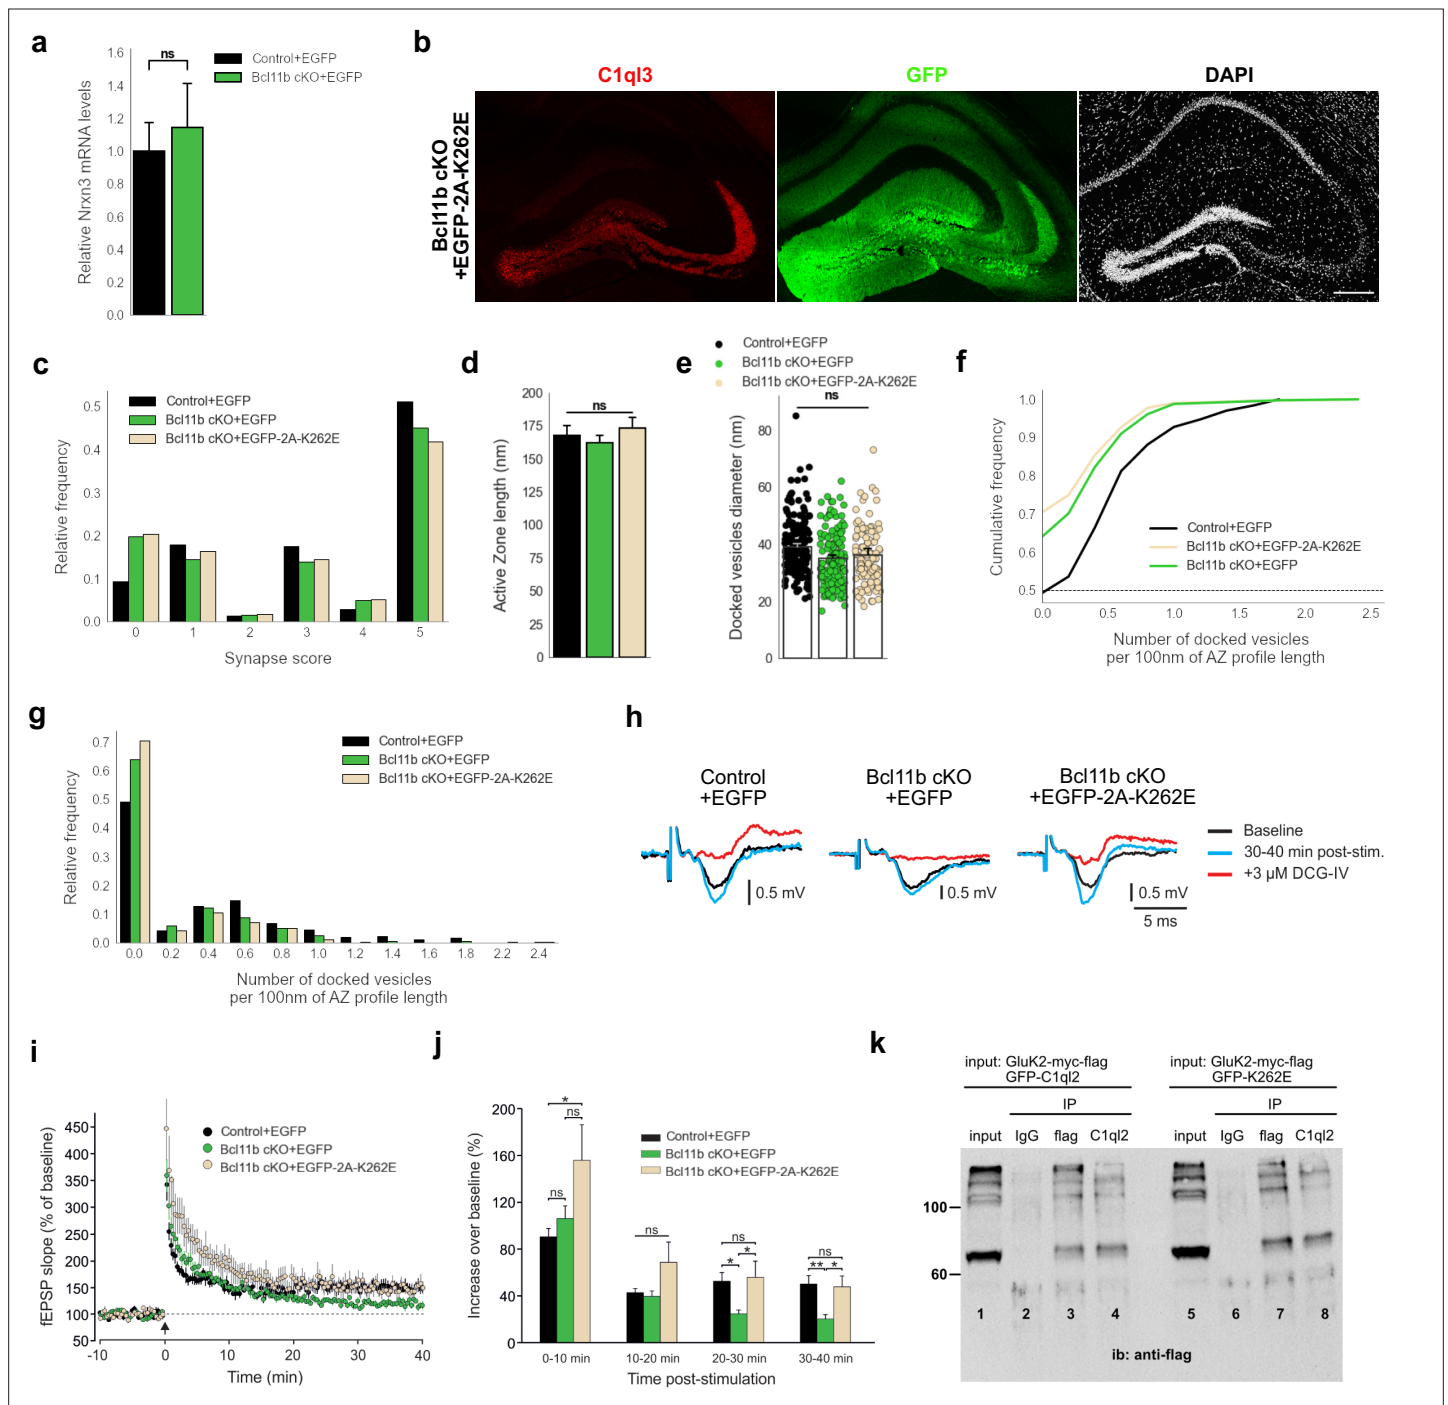 a
Relative Nrxn3 mRNA levels
1.6
1.4
1.2
1.0
0.8
0.6
0.4
0.2
0.0
ns
Control+EGFP
Bcl11b cKO+EGFP
b
C1ql3
GFP
DAPI
Bcl11b cKO
+EGFP-2A-K262E
c
Relative frequency
0.5
0.4
0.3
0.2
0.1
0.0
Control+EGFP
Bcl11b cKO+EGFP
Bcl11b cKO+EGFP-2A-K262E
0 1 2 3 4 5
Synapse score
d
Active Zone length (nm)
200
175
150
125
100
75
50
25
0
ns
e
Control+EGFP
Bcl11b cKO+EGFP
Bcl11b cKO+EGFP-2A-K262E
Docked vesicles diameter (nm)
80
60
40
20
0
ns
f
Cumulative frequency
1.0
0.9
0.8
0.7
0.6
0.5
Control+EGFP
Bcl11b cKO+EGFP-2A-K262E
Bcl11b cKO+EGFP
0.0 0.5 1.0 1.5 2.0 2.5
Number of docked vesicles
per 100nm of AZ profile length
g
Relative frequency
0.7
0.6
0.5
0.4
0.3
0.2
0.1
0.0
Control+EGFP
Bcl11b cKO+EGFP
Bcl11b cKO+EGFP-2A-K262E
0.0 0.2 0.4 0.6 0.8 1.0 1.2 1.4 1.6 1.8 2.2 2.4
Number of docked vesicles
per 100nm of AZ profile length
h
Control
+EGFP
Bcl11b cKO
+EGFP
Bcl11b cKO
+EGFP-2A-K262E
0.5 mV
0.5 mV
0.5 mV
5 ms
Baseline
30-40 min post-stim.
+3 µM DCG-IV
i
fEPSP slope (% of baseline)
450
400
350
300
250
200
150
100
50
Control+EGFP
Bcl11b cKO+EGFP
Bcl11b cKO+EGFP-2A-K262E
-10 0 10 20 30 40
Time (min)
j
Increase over baseline (%)
200
160
120
80
40
0
*
ns
ns
ns
ns
*
*
ns
**
*
Control+EGFP
Bcl11b cKO+EGFP
Bcl11b cKO+EGFP-2A-K262E
0-10 min 10-20 min 20-30 min 30-40 min
Time post-stimulation
k
input: GluK2-myc-flag
GFP-C1ql2
input: GluK2-myc-flag
GFP-K262E
IP
IP
input IgG flag C1ql2 input IgG flag C1ql2
100
60
1 2 3 4 5 6 7 8
ib: anti-flag